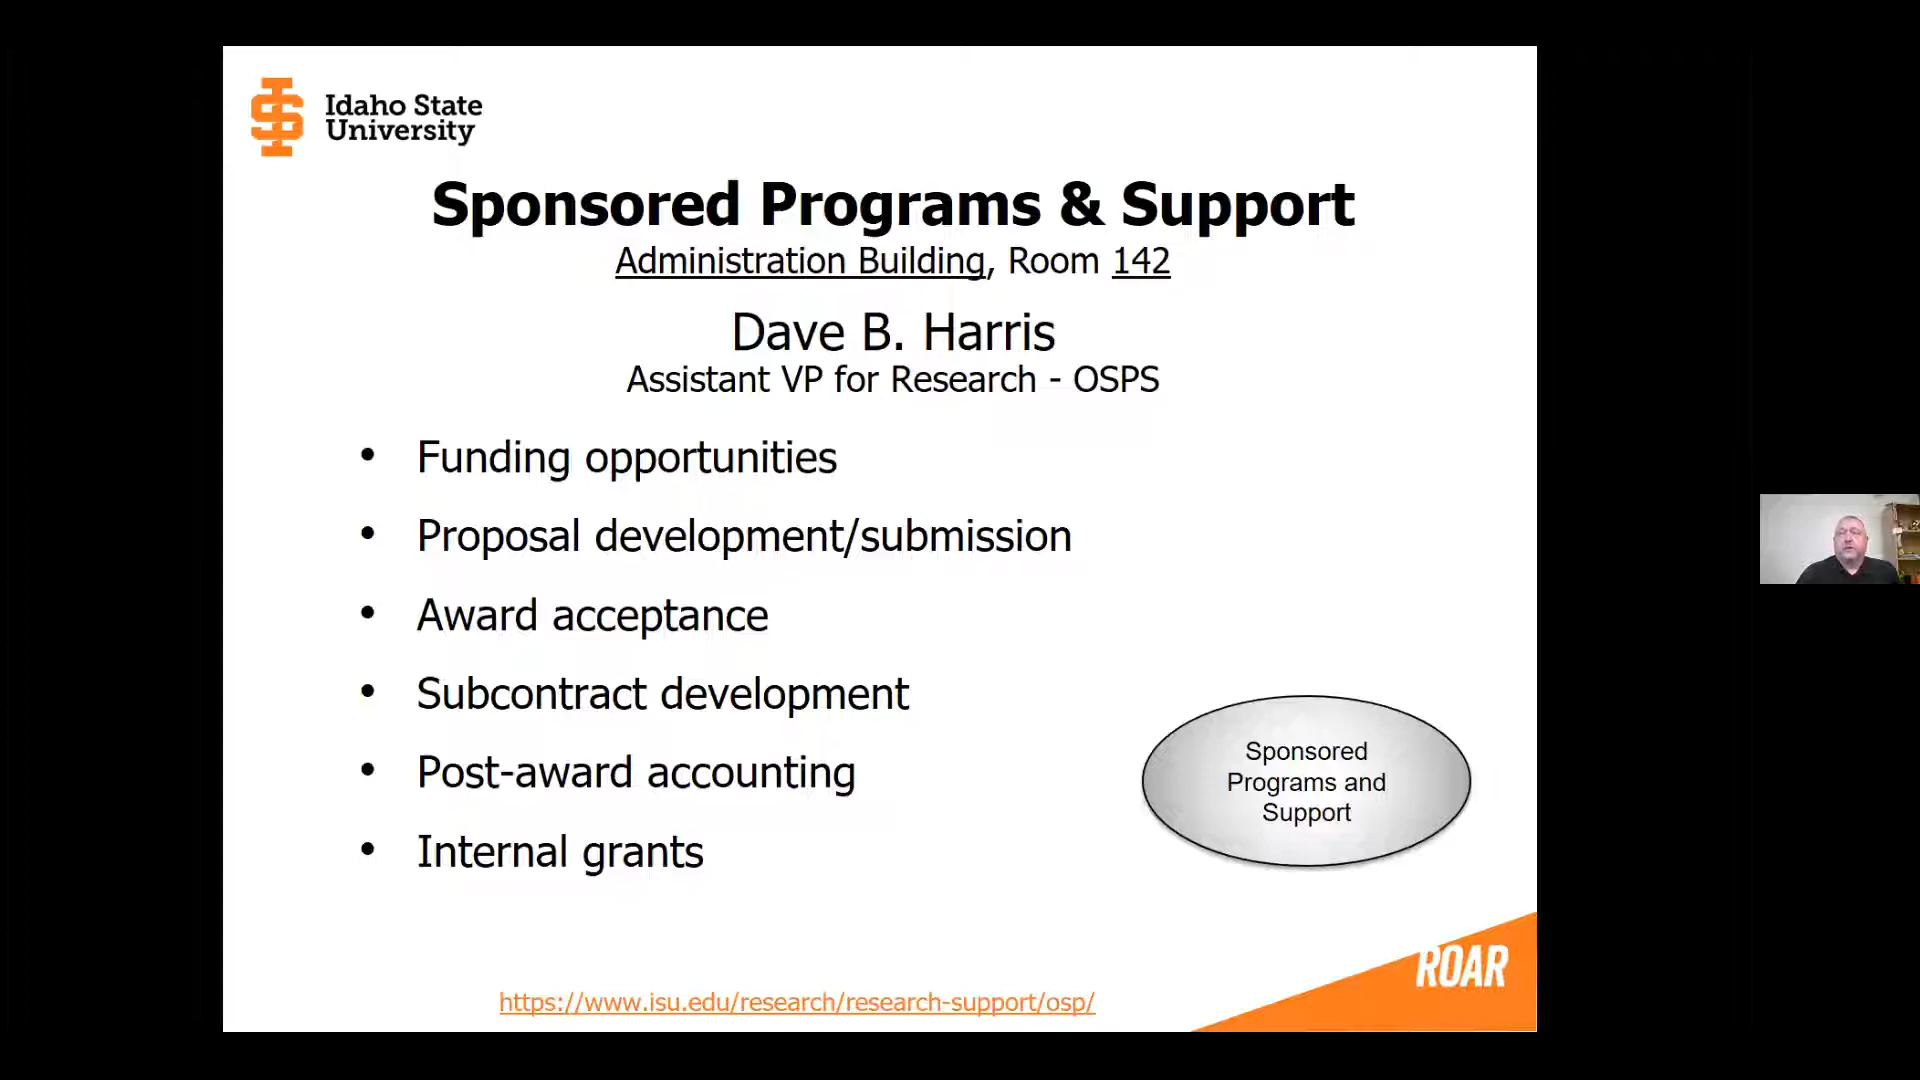 Idaho State
University
Sponsored Programs & Support
Administration Building, Room 142
Dave B. Harris
Assistant VP for Research - OSPS
• Funding opportunities
• Proposal development/submission
• Award acceptance
• Subcontract development
• Post-award accounting
• Internal grants
Sponsored
Programs and
Support
ROAR
https://www.isu.edu/research/research-support/osp/